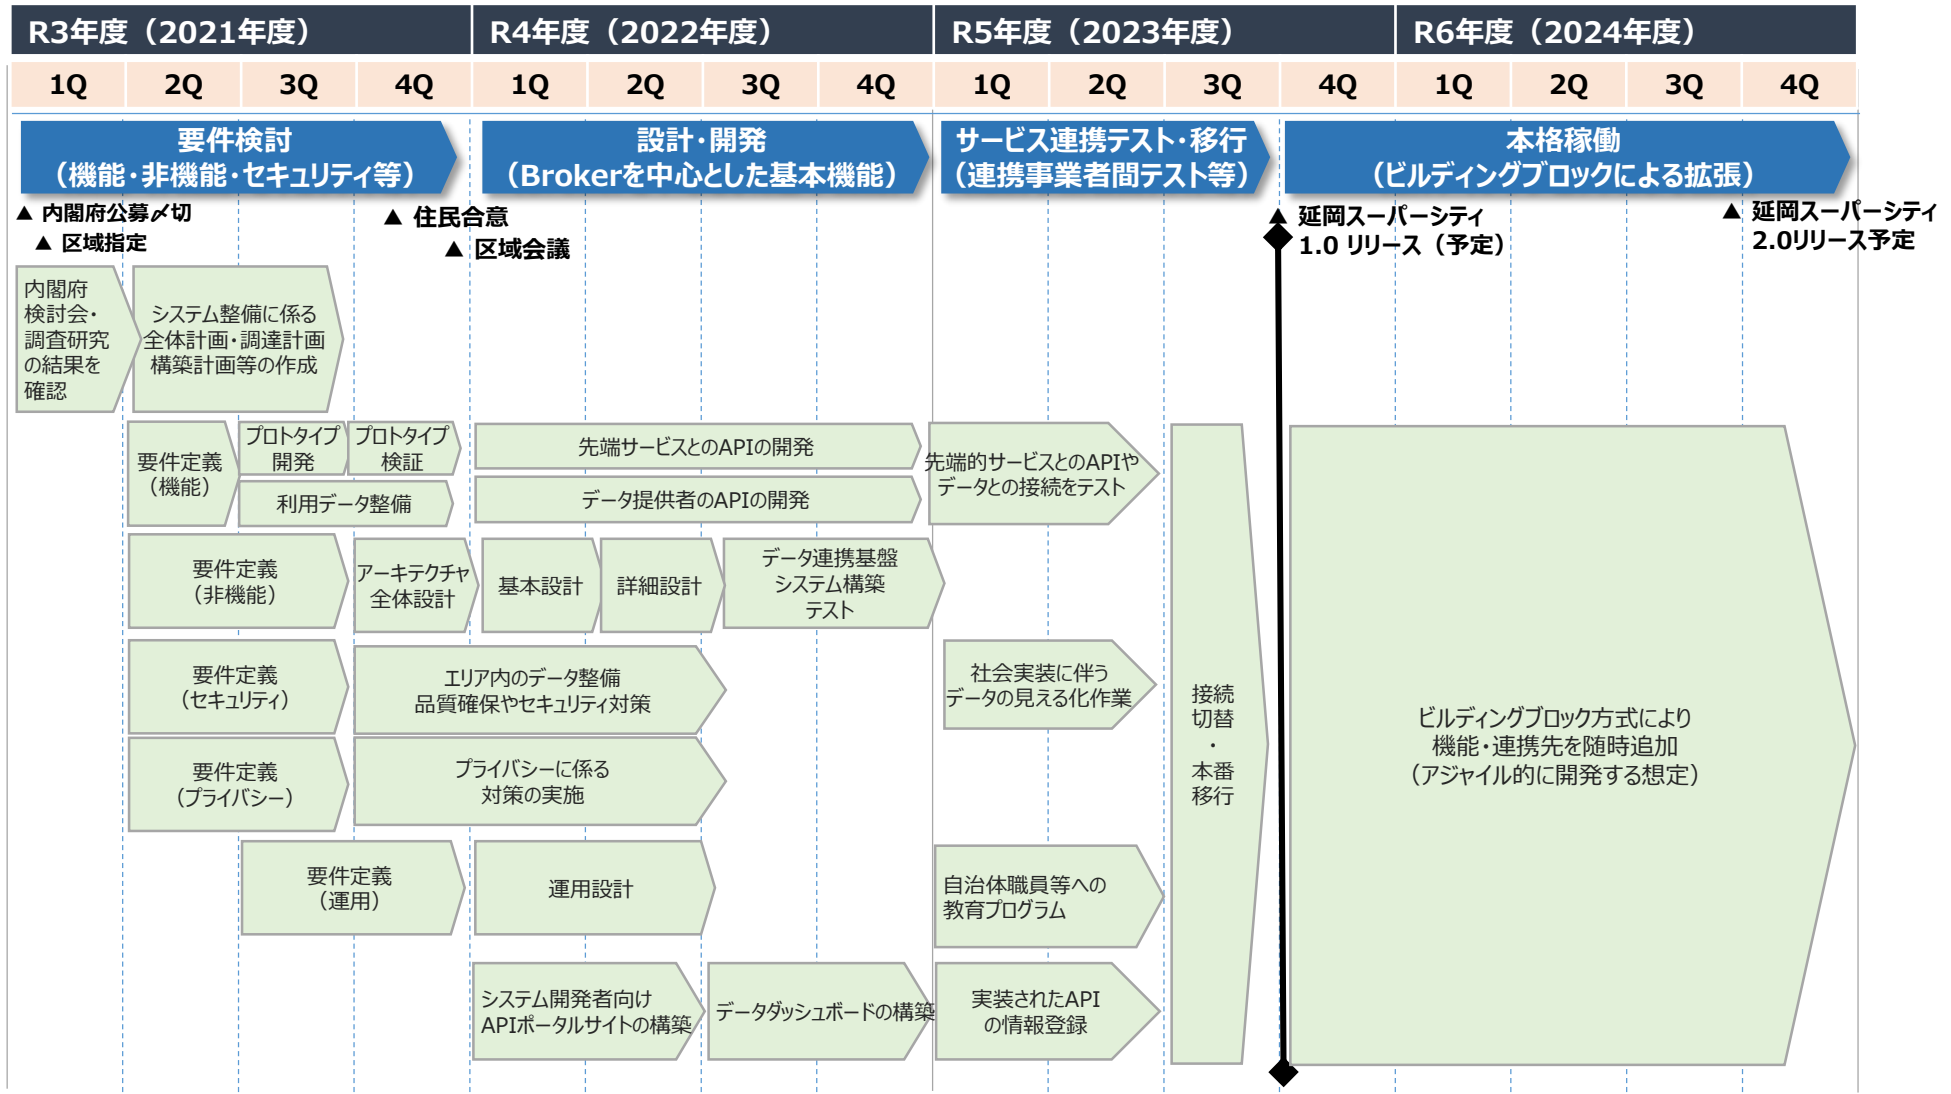 R3年度（2021年度）
R4年度（2022年度）
R5年度（2023年度）
R6年度（2024年度）
1Q 2Q 3Q 4Q 1Q 2Q 3Q 4Q 1Q 2Q 3Q 4Q 1Q 2Q 3Q 4Q
要件検討
（機能・非機能・セキュリティ等）
設計・開発
（Brokerを中心とした基本機能）
サービス連携テスト・移行
（連携事業者間テスト等）
本格稼働
（ビルディングブロックによる拡張）
▲ 内閣府公募〆切
▲ 区域指定
▲ 住民合意
▲ 区域会議
▲ 延岡スーパーシティ
1.0 リリース（予定）
▲ 延岡スーパーシティ
2.0リリース予定
内閣府
検討会・
調査研究
の結果を
確認
システム整備に係る
全体計画・調達計画
構築計画等の作成
要件定義
（機能）
プロトタイプ
開発
プロトタイプ
検証
利用データ整備
先端サービスとのAPIの開発
データ提供者のAPIの開発
先端的サービスとのAPIや
データとの接続をテスト
要件定義
（非機能）
アーキテクチャ
全体設計
基本設計
詳細設計
データ連携基盤
システム構築
テスト
要件定義
（セキュリティ）
エリア内のデータ整備
品質確保やセキュリティ対策
社会実装に伴う
データの見える化作業
要件定義
（プライバシー）
プライバシーに係る
対策の実施
接続
切替
・
本番
移行
ビルディングブロック方式により
機能・連携先を随時追加
（アジャイル的に開発する想定）
要件定義
（運用）
運用設計
自治体職員等への
教育プログラム
システム開発者向け
APIポータルサイトの構築
データダッシュボードの構築
実装されたAPI
の情報登録